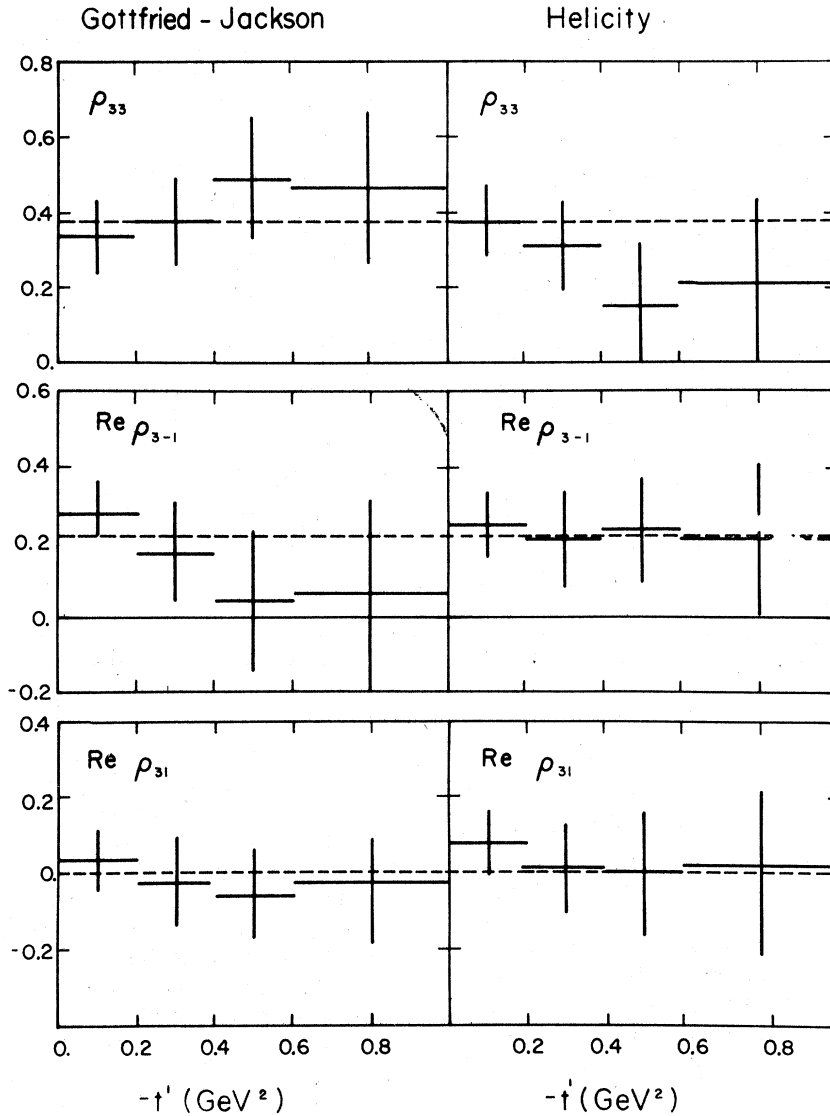 Gottfried - Jackson
Helicity
0.8
ρ33
ρ33
0.6
0.4
0.2
0.
0.6
Re ρ3-1
Re ρ3-1
0.4
0.2
0.
-0.2
0.4
Re ρ31
Re ρ31
0.2
0.
-0.2
0. 0.2 0.4 0.6 0.8
0.2 0.4 0.6 0.8
-t' (GeV²)
-t' (GeV²)